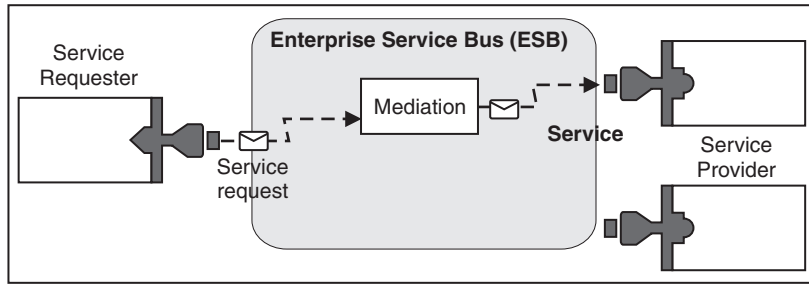 Enterprise Service Bus (ESB)
Service
Requester
Mediation
Service
Service
request
Service
Provider